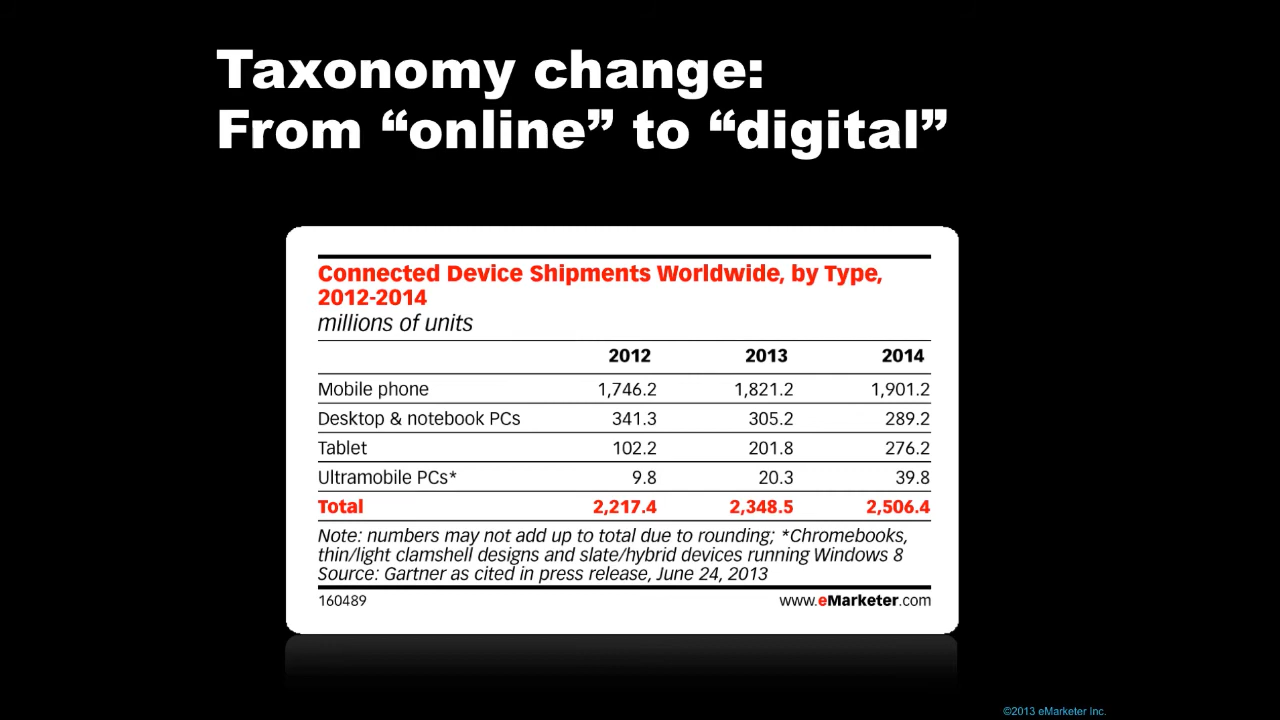 Taxonomy change:
From “online” to “digital”
Connected Device Shipments Worldwide, by Type,
2012-2014
millions of units
2012 2013 2014
Mobile phone 1,746.2 1,821.2 1,901.2
Desktop & notebook PCs 341.3 305.2 289.2
Tablet 102.2 201.8 276.2
Ultramobile PCs* 9.8 20.3 39.8
Total 2,217.4 2,348.5 2,506.4
Note: numbers may not add up to total due to rounding; *Chromebooks,
thin/light clamshell designs and slate/hybrid devices running Windows 8
Source: Gartner as cited in press release, June 24, 2013
160489 www.eMarketer.com
©2013 eMarketer Inc.